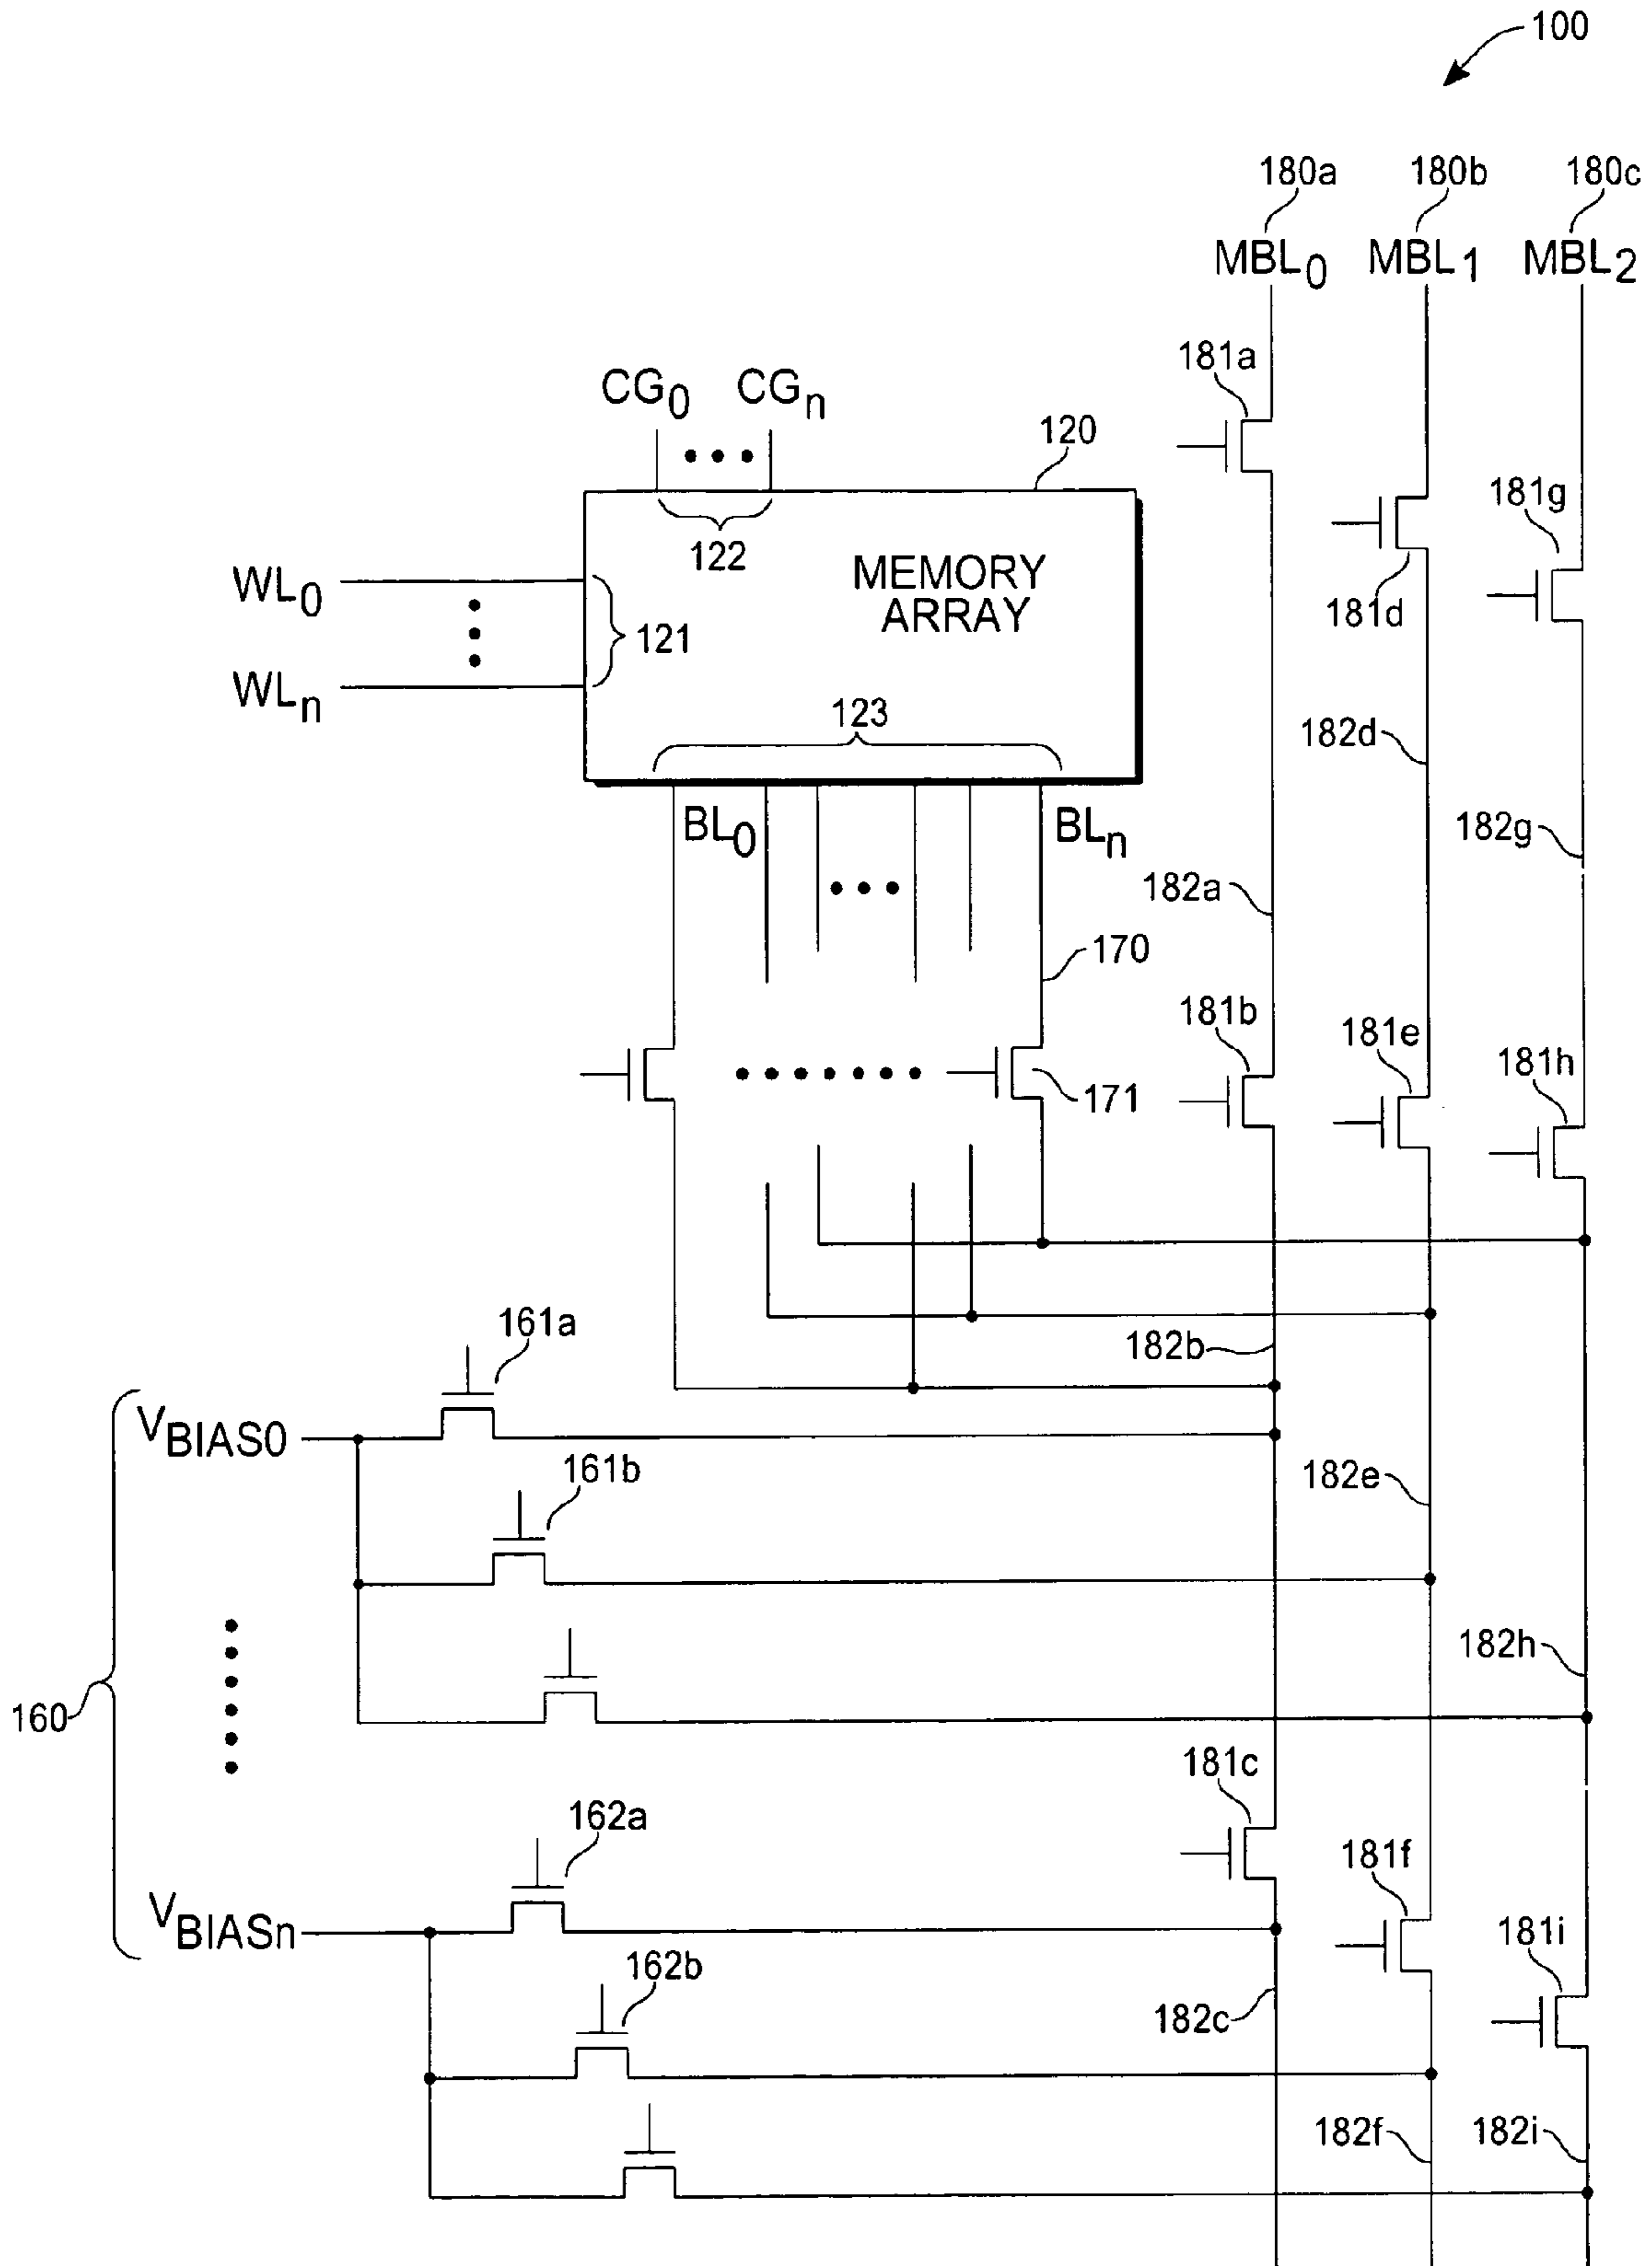 100
180a 180b 180c
MBL0 MBL1 MBL2
181a
CG0 CGn
120
181g
122
MEMORY
ARRAY
WL0
181d
121
WLn
123
182d
BL0 BLn
182g
182a
170
181b
181e
181h
171
161a
182b
VBIAS0
161b
182e
182h
160
181c
162a
181f
VBIASn
181i
162b
182c
182f 182i